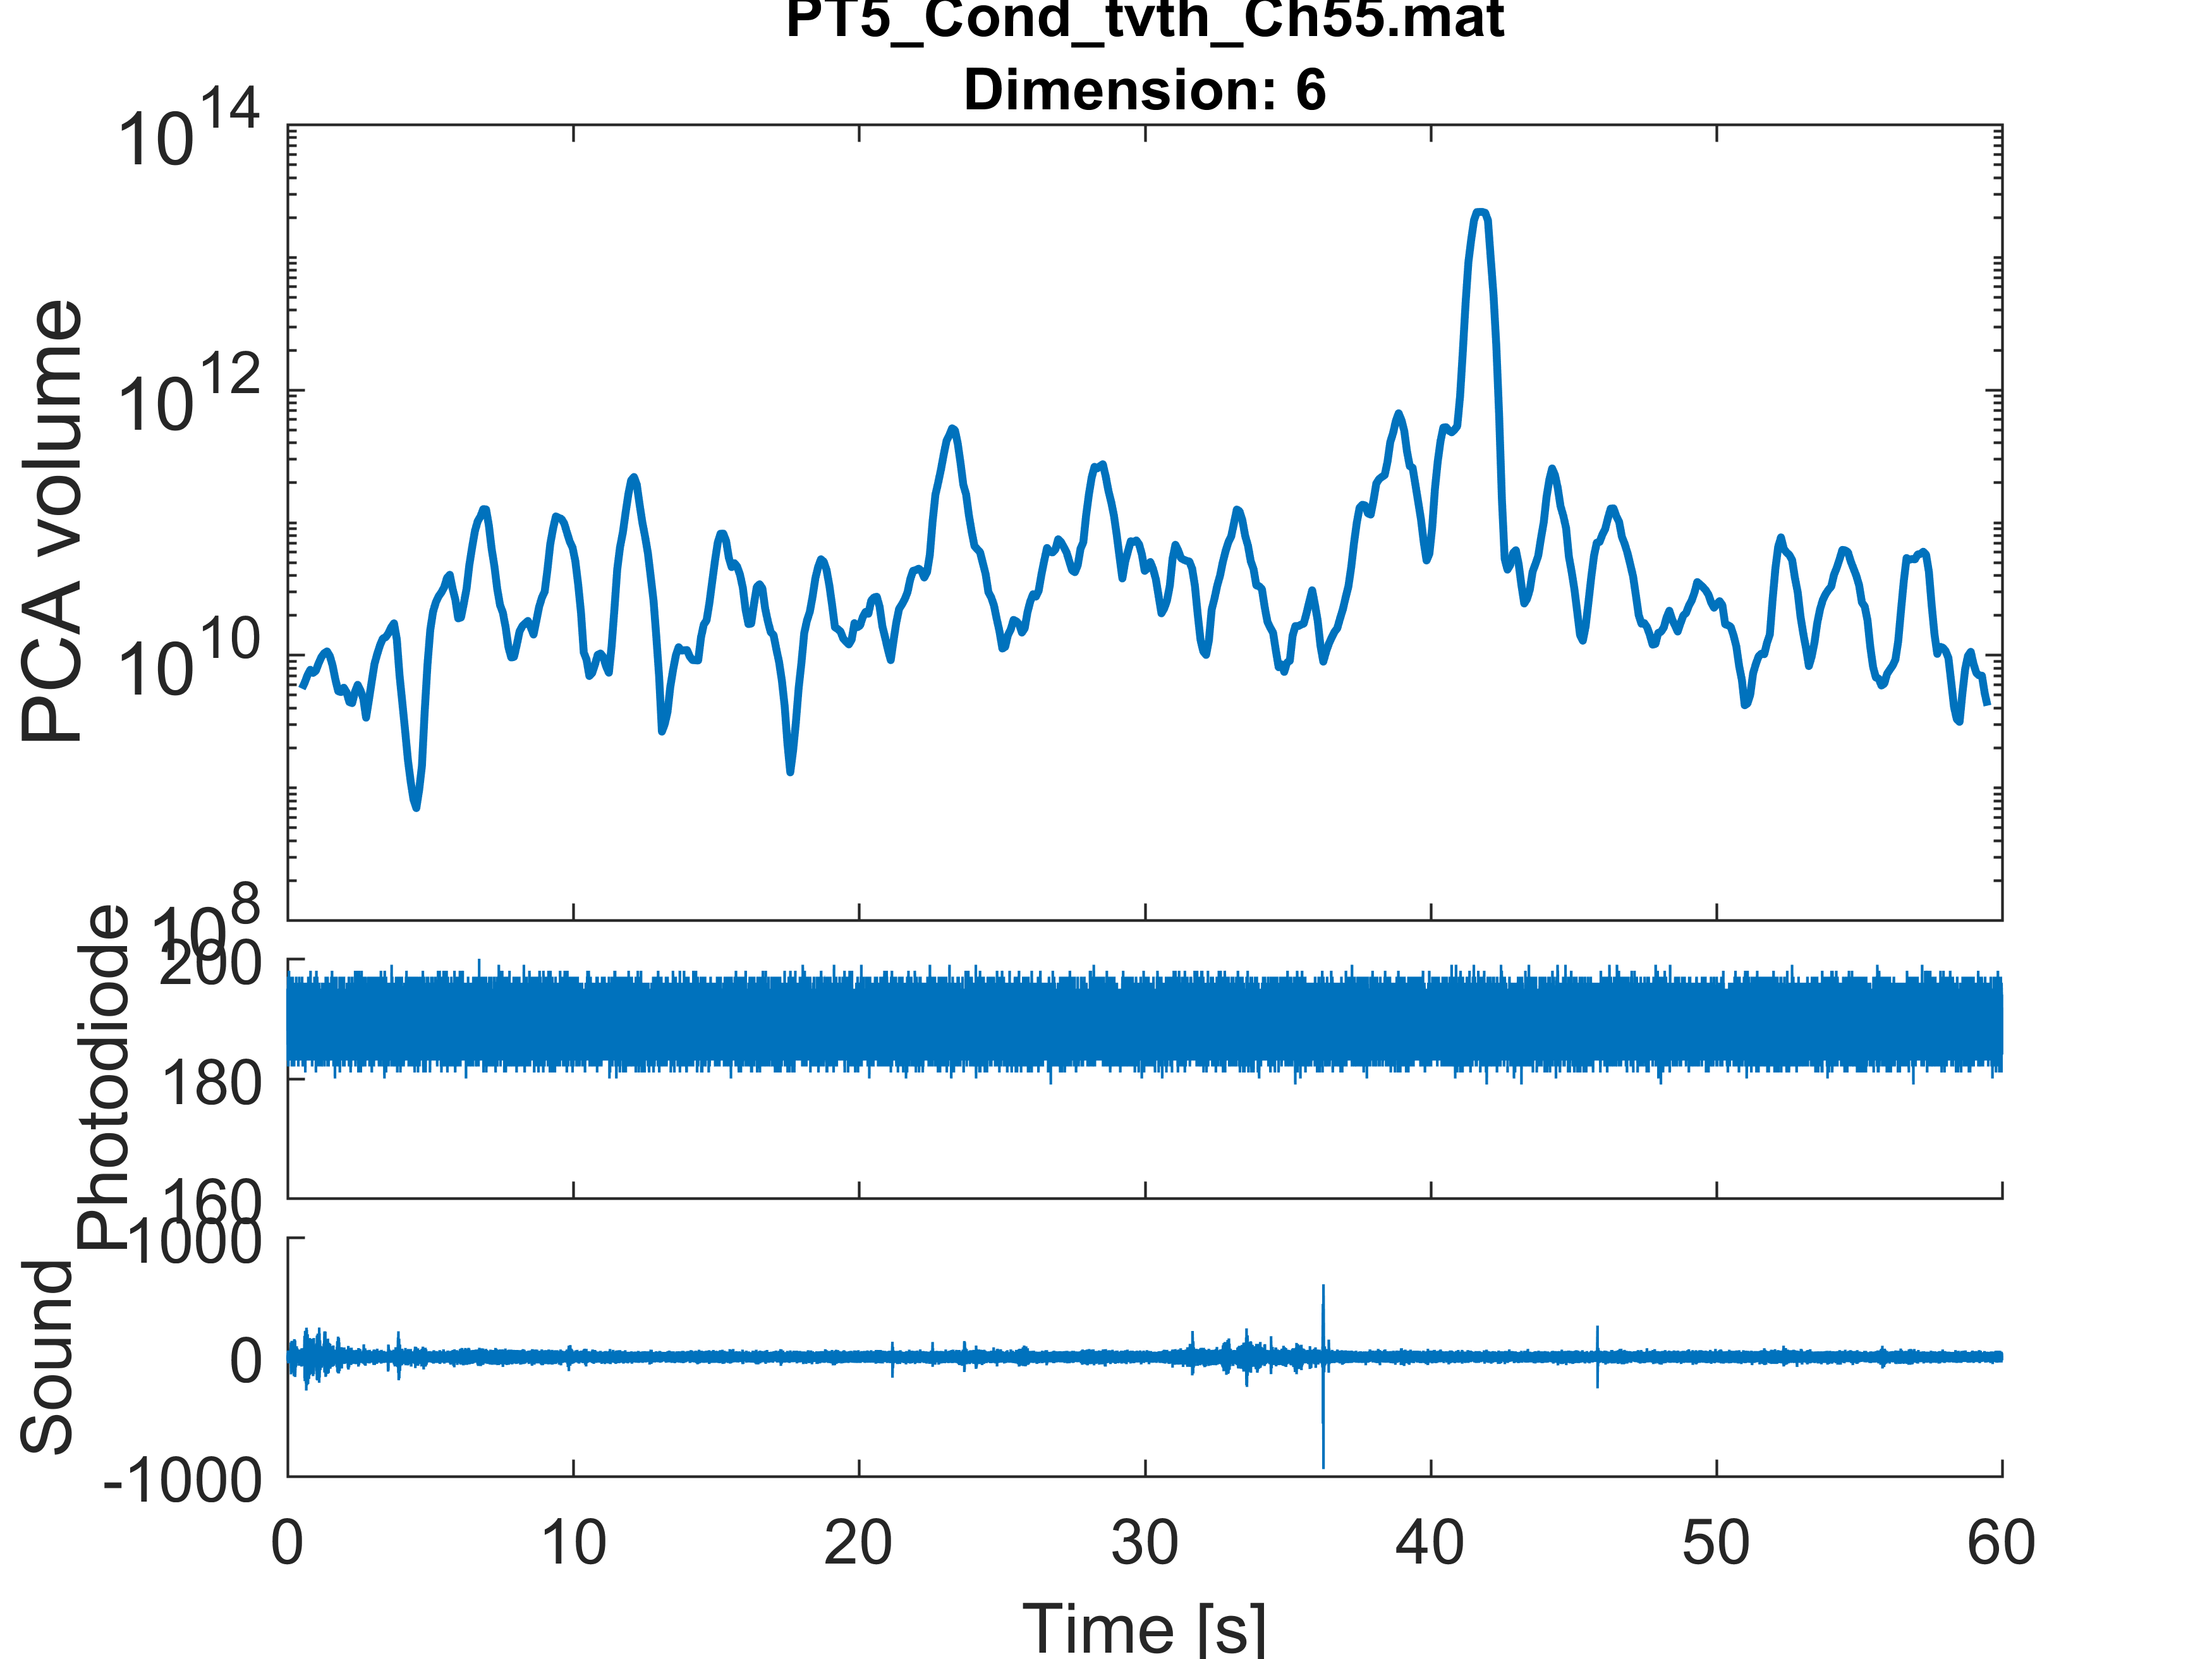 PT5_Cond_tvth_Ch55.mat
Dimension: 6
10^14
10^12
10^10
10^8
PCA volume
200
180
160
Photodiode
1000
0
-1000
Sound
0 10 20 30 40 50 60
Time [s]